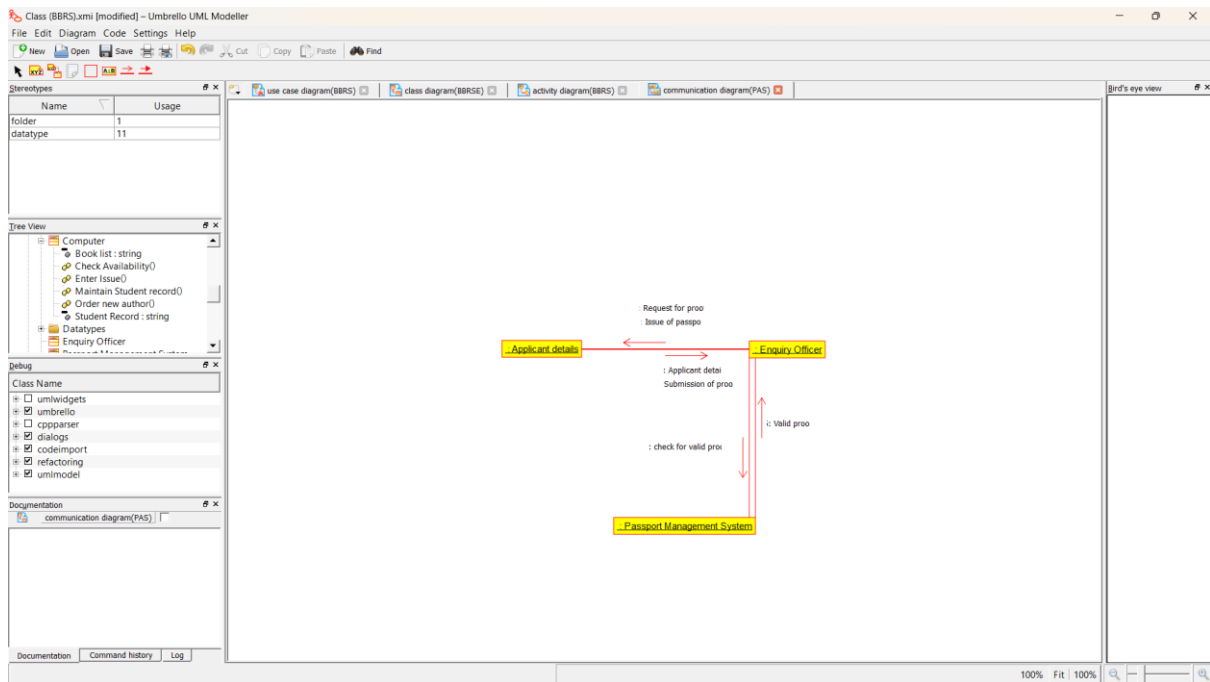 Class (BBRS).xmi [modified] – Umbrello UML Modeller
File Edit Diagram Code Settings Help
New Open Save Cut Copy Paste Find
XYZ
A:B
Stereotypes
use case diagram(BBRS)
class diagram(BBRSE)
activity diagram(BBRS)
communication diagram(PAS)
Bird's eye view
Name Usage
folder 1
datatype 11
Tree View
Computer
Book list : string
Check Availability()
Enter Issue()
Maintain Student record()
Order new author()
Student Record : string
Datatypes
Enquiry Officer
Debug
Class Name
umlwidgets
umbrello
cppparser
dialogs
codeimport
refactoring
umlmodel
Documentation
communication diagram(PAS)
Documentation Command history Log
: Request for proo
: Issue of passpo
: Applicant details
: Enquiry Officer
: Applicant detai
Submission of proo
: Valid proo
: check for valid pro
: Passport Management System
100% Fit 100%